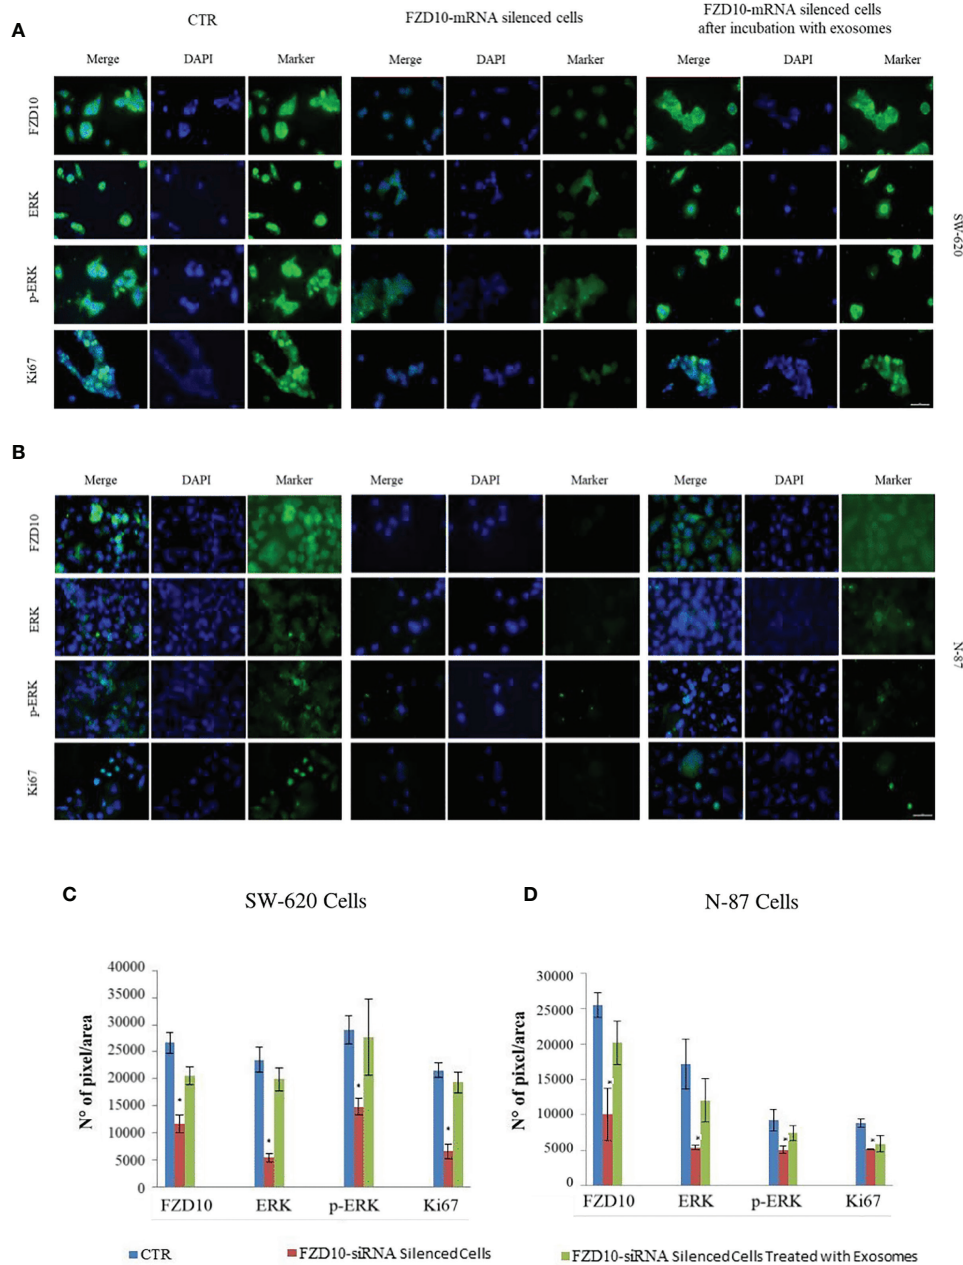 A
CTR
FZD10-mRNA silenced cells
FZD10-mRNA silenced cells
after incubation with exosomes
Merge DAPI Marker Merge DAPI Marker Merge DAPI Marker
FZD10
ERK
p-ERK
Ki67
SW-620
B
Merge DAPI Marker Merge DAPI Marker Merge DAPI Marker
FZD10
ERK
p-ERK
Ki67
N-87
C
SW-620 Cells
N° of pixel/area
40000
35000
30000
25000
20000
15000
10000
5000
0
* * * *
FZD10 ERK p-ERK Ki67
D
N-87 Cells
N° of pixel/area
30000
25000
20000
15000
10000
5000
0
* * * *
FZD10 ERK p-ERK Ki67
CTR
FZD10-siRNA Silenced Cells
FZD10-siRNA Silenced Cells Treated with Exosomes